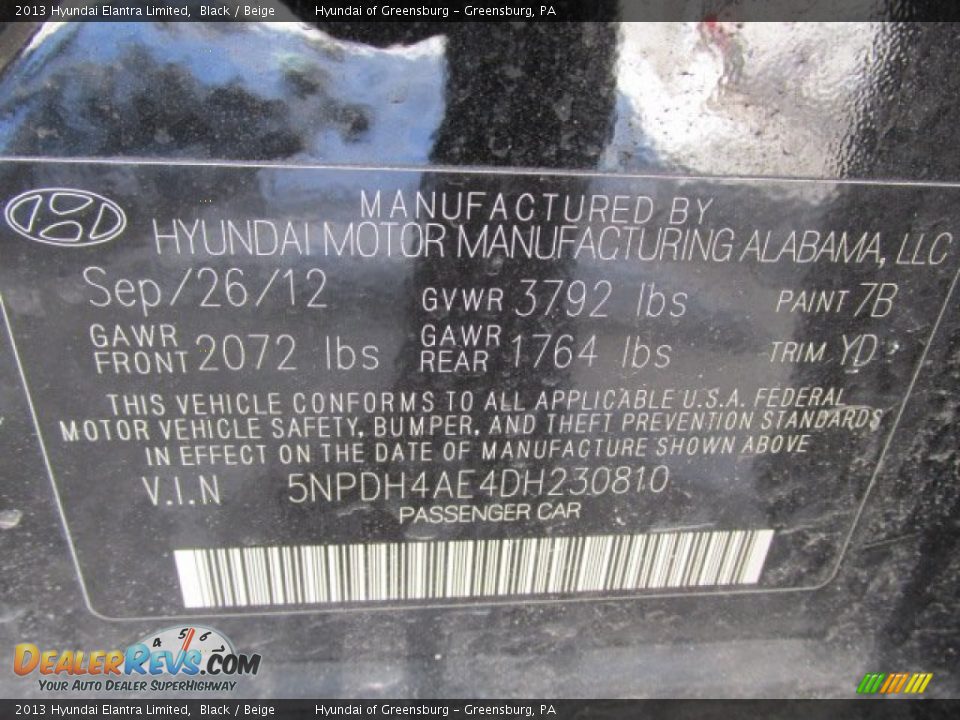 2013 Hyundai Elantra Limited, Black / Beige Hyundai of Greensburg - Greensburg, PA
MANUFACTURED BY
HYUNDAI MOTOR MANUFACTURING ALABAMA, LLC
Sep/26/12 GVWR 3792 lbs PAINT 7B
GAWR FRONT 2072 lbs GAWR REAR 1764 lbs TRIM YD
THIS VEHICLE CONFORMS TO ALL APPLICABLE U.S.A. FEDERAL
MOTOR VEHICLE SAFETY, BUMPER, AND THEFT PREVENTION STANDARDS
IN EFFECT ON THE DATE OF MANUFACTURE SHOWN ABOVE
V.I.N 5NPDH4AE4DH230810
PASSENGER CAR
4 5 6
DealerRevs.com
Your Auto Dealer SuperHighway
2013 Hyundai Elantra Limited, Black / Beige Hyundai of Greensburg - Greensburg, PA